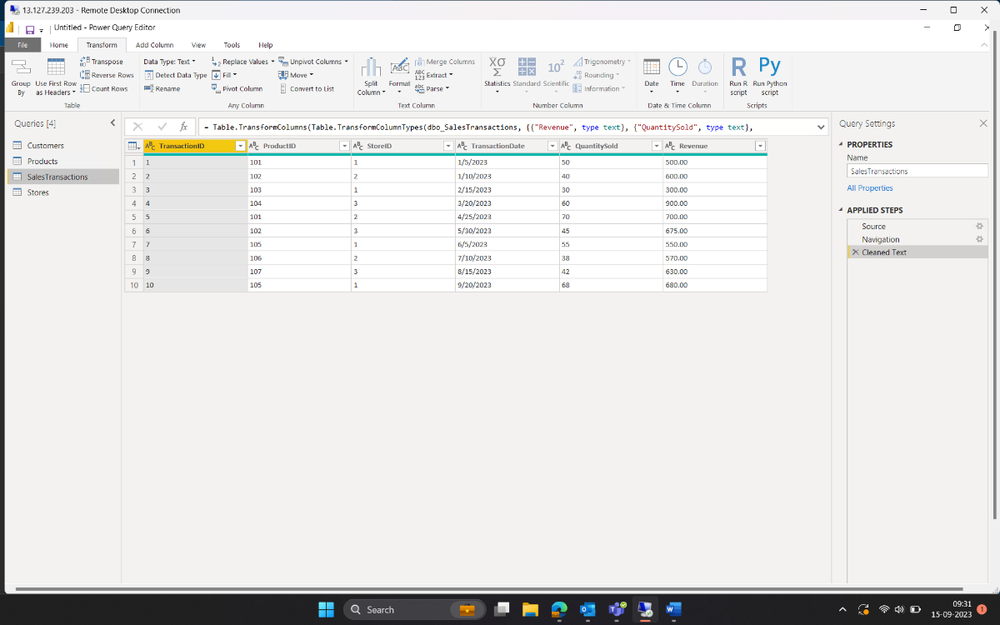 13.127.239.203 - Remote Desktop Connection
Untitled - Power Query Editor
File Home Transform Add Column View Tools Help
Group By
Use First Row as Headers
Transpose
Reverse Rows
Count Rows
Table
Data Type: Text
Detect Data Type
Rename
Replace Values
Fill
Pivot Column
Unpivot Columns
Move
Convert to List
Any Column
Split Column
Format
Merge Columns
Extract
Parse
Text Column
Statistics
Standard
Scientific
Trigonometry
Rounding
Information
Number Column
Date
Time
Duration
Date & Time Column
Run R script
Run Python script
Scripts
Queries [4]
Customers
Products
SalesTransactions
Stores
= Table.TransformColumns(Table.TransformColumnTypes(dbo_SalesTransactions, {{"Revenue", type text}, {"QuantitySold", type text},
TransactionID ProductID StoreID TransactionDate QuantitySold Revenue
1 1 101 1 1/5/2023 50 500.00
2 2 102 2 1/10/2023 40 600.00
3 3 103 1 2/15/2023 30 300.00
4 4 104 3 3/20/2023 60 900.00
5 5 101 2 4/25/2023 70 700.00
6 6 102 3 5/30/2023 45 675.00
7 7 105 1 6/5/2023 55 550.00
8 8 106 2 7/10/2023 38 570.00
9 9 107 3 8/15/2023 42 630.00
10 10 105 1 9/20/2023 68 680.00
Query Settings
PROPERTIES
Name
SalesTransactions
All Properties
APPLIED STEPS
Source
Navigation
Cleaned Text
Search
09:31
15-09-2023
1